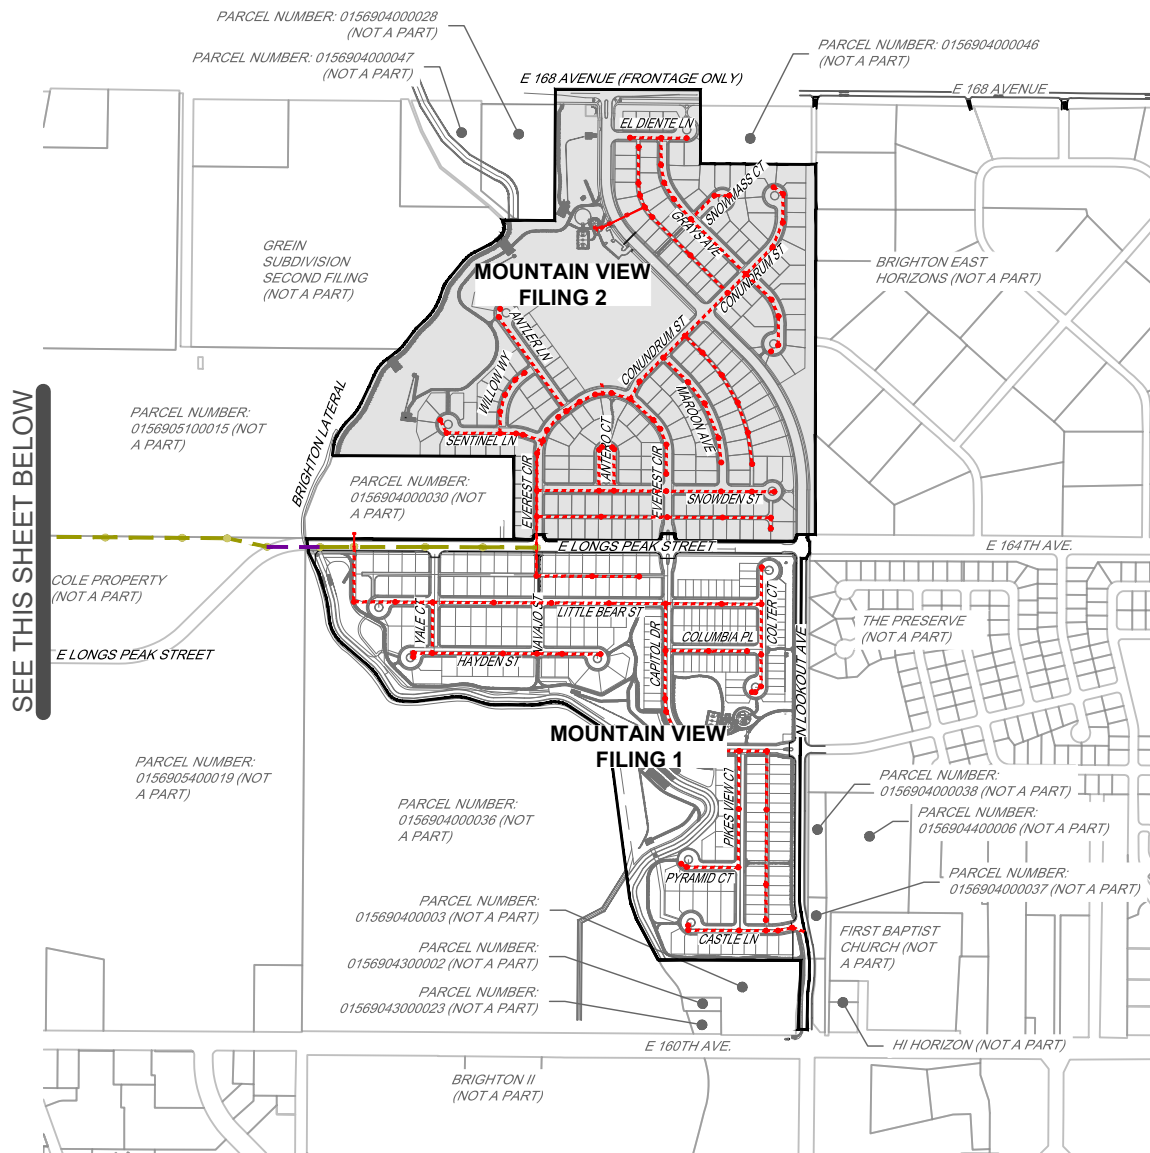 PARCEL NUMBER: 0156904000028
(NOT A PART)
PARCEL NUMBER: 0156904000047
(NOT A PART)
E 168 AVENUE (FRONTAGE ONLY)
PARCEL NUMBER: 0156904000046
(NOT A PART)
E 168 AVENUE
EL DIENTE LN
SNOWMASS CT
GRAYS AVE
CONUNDRUM ST
GREIN
SUBDIVISION
SECOND FILING
(NOT A PART)
MOUNTAIN VIEW
FILING 2
BRIGHTON EAST
HORIZONS (NOT A PART)
ANTLER LN
CONUNDRUM ST
WILLOW WY
MAROON AVE
BRIGHTON LATERAL
PARCEL NUMBER:
0156905100015 (NOT
A PART)
SENTINEL LN
ANTERO CT
EVEREST CIR
EVEREST CIR
SNOWDEN ST
PARCEL NUMBER:
0156904000030 (NOT
A PART)
SEE THIS SHEET BELOW
E LONGS PEAK STREET
E 164TH AVE.
COLE PROPERTY
(NOT A PART)
YALE CT
NAVAJO ST
LITTLE BEAR ST
COLTER CT
CAPITOL DR
COLUMBIA PL
HAYDEN ST
THE PRESERVE
(NOT A PART)
E LONGS PEAK STREET
N LOOKOUT AVE
MOUNTAIN VIEW
FILING 1
PARCEL NUMBER:
0156905400019 (NOT
A PART)
PARCEL NUMBER:
0156904000036 (NOT
A PART)
PIKES VIEW CT
PARCEL NUMBER:
0156904000038 (NOT A PART)
PARCEL NUMBER:
0156904400006 (NOT A PART)
PYRAMID CT
PARCEL NUMBER:
0156904000037 (NOT A PART)
PARCEL NUMBER:
015690400003 (NOT A PART)
CASTLE LN
FIRST BAPTIST
CHURCH (NOT
A PART)
PARCEL NUMBER:
0156904300002 (NOT A PART)
PARCEL NUMBER:
01569043000023 (NOT A PART)
E 160TH AVE.
HI HORIZON (NOT A PART)
BRIGHTON II
(NOT A PART)